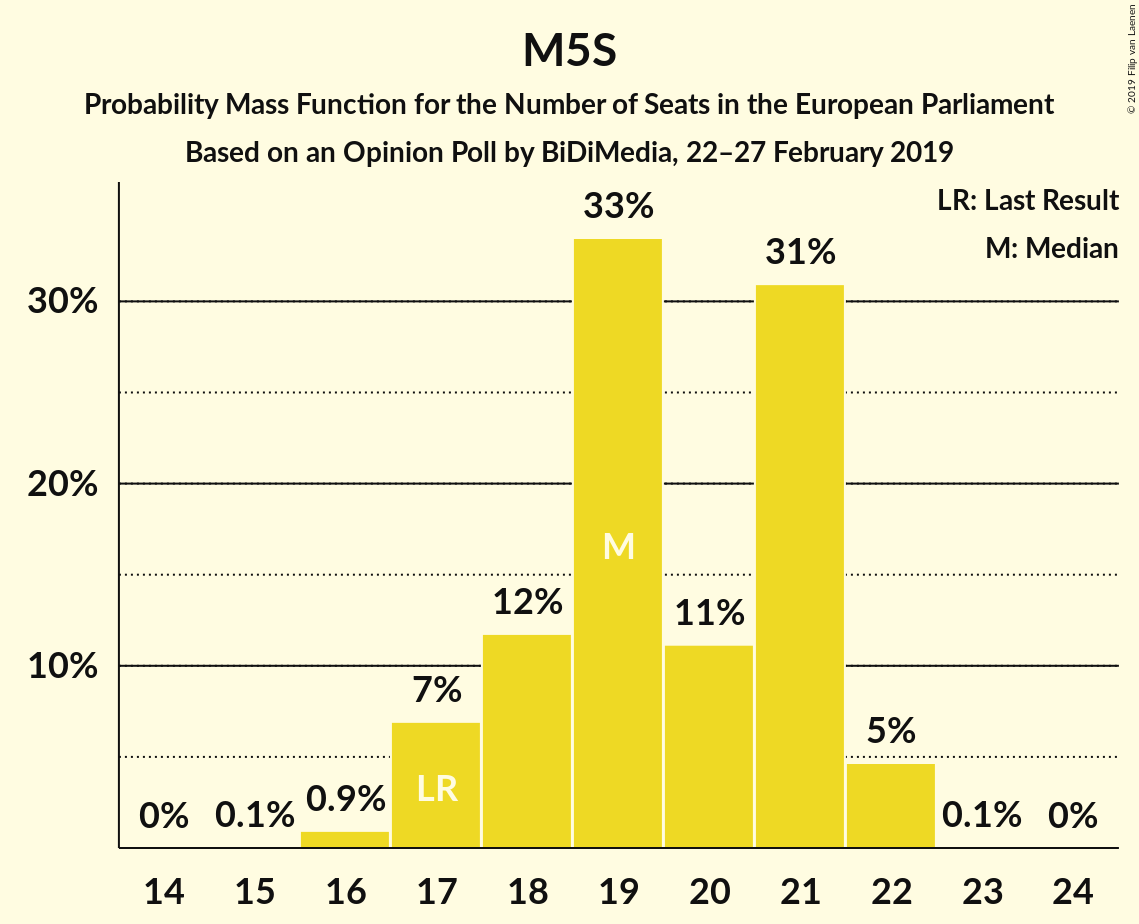 M5S
Probability Mass Function for the Number of Seats in the European Parliament
Based on an Opinion Poll by BiDiMedia, 22–27 February 2019
© 2019 Filip van Laenen
LR: Last Result
M: Median
30%
20%
10%
0%
0.1%
0.9%
7%
12%
33%
11%
31%
5%
0.1%
0%
LR
M
14 15 16 17 18 19 20 21 22 23 24